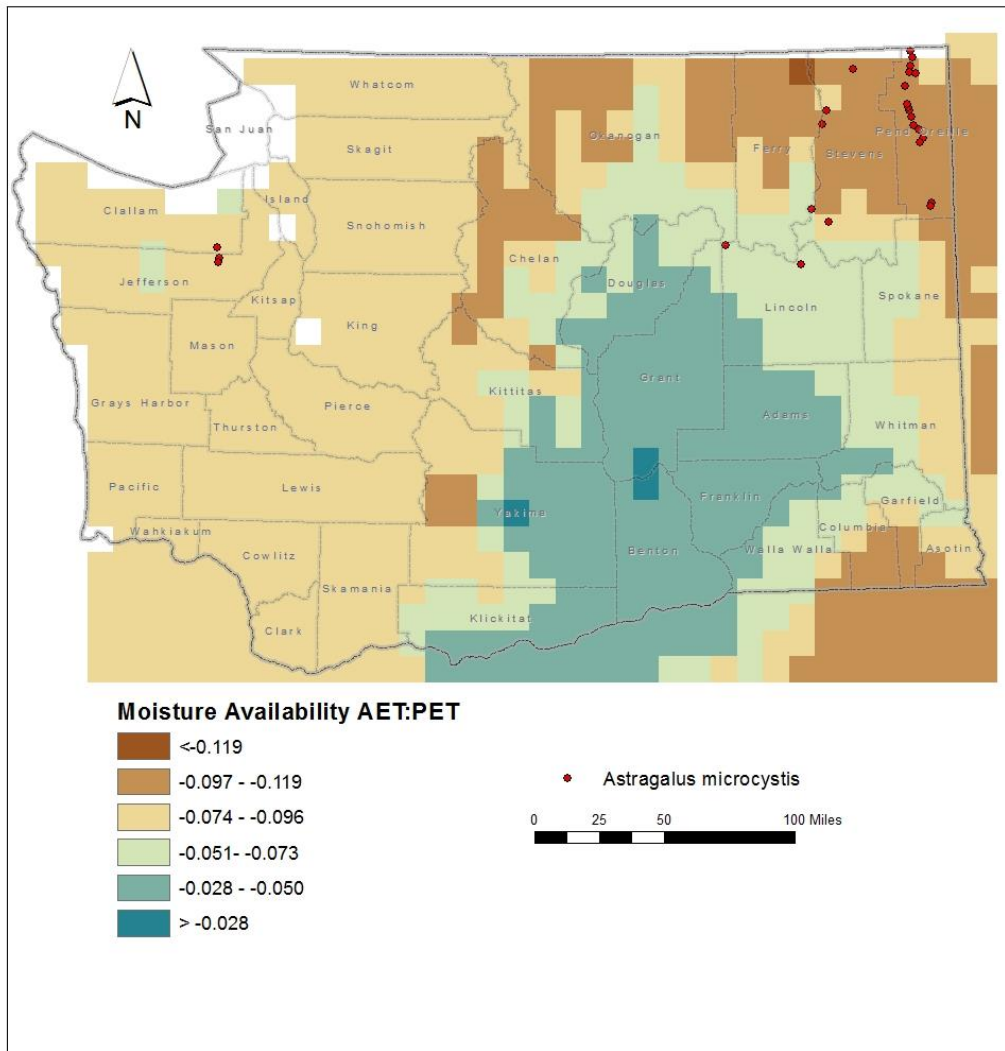 N
Whatcom
San Juan
Okanogan
Pend Oreille
Skagit
Ferry
Stevens
Island
Clallam
Snohomish
Chelan
Jefferson
Douglas
Kitsap
Lincoln
Spokane
King
Mason
Grant
Kittitas
Grays Harbor
Pierce
Adams
Whitman
Thurston
Pacific
Lewis
Franklin
Garfield
Yakima
Columbia
Wahkiakum
Benton
Walla Walla
Asotin
Cowlitz
Skamania
Klickitat
Clark
Moisture Availability AET:PET
<-0.119
-0.097 - -0.119
-0.074 - -0.096
-0.051- -0.073
-0.028 - -0.050
> -0.028
Astragalus microcystis
0 25 50 100 Miles